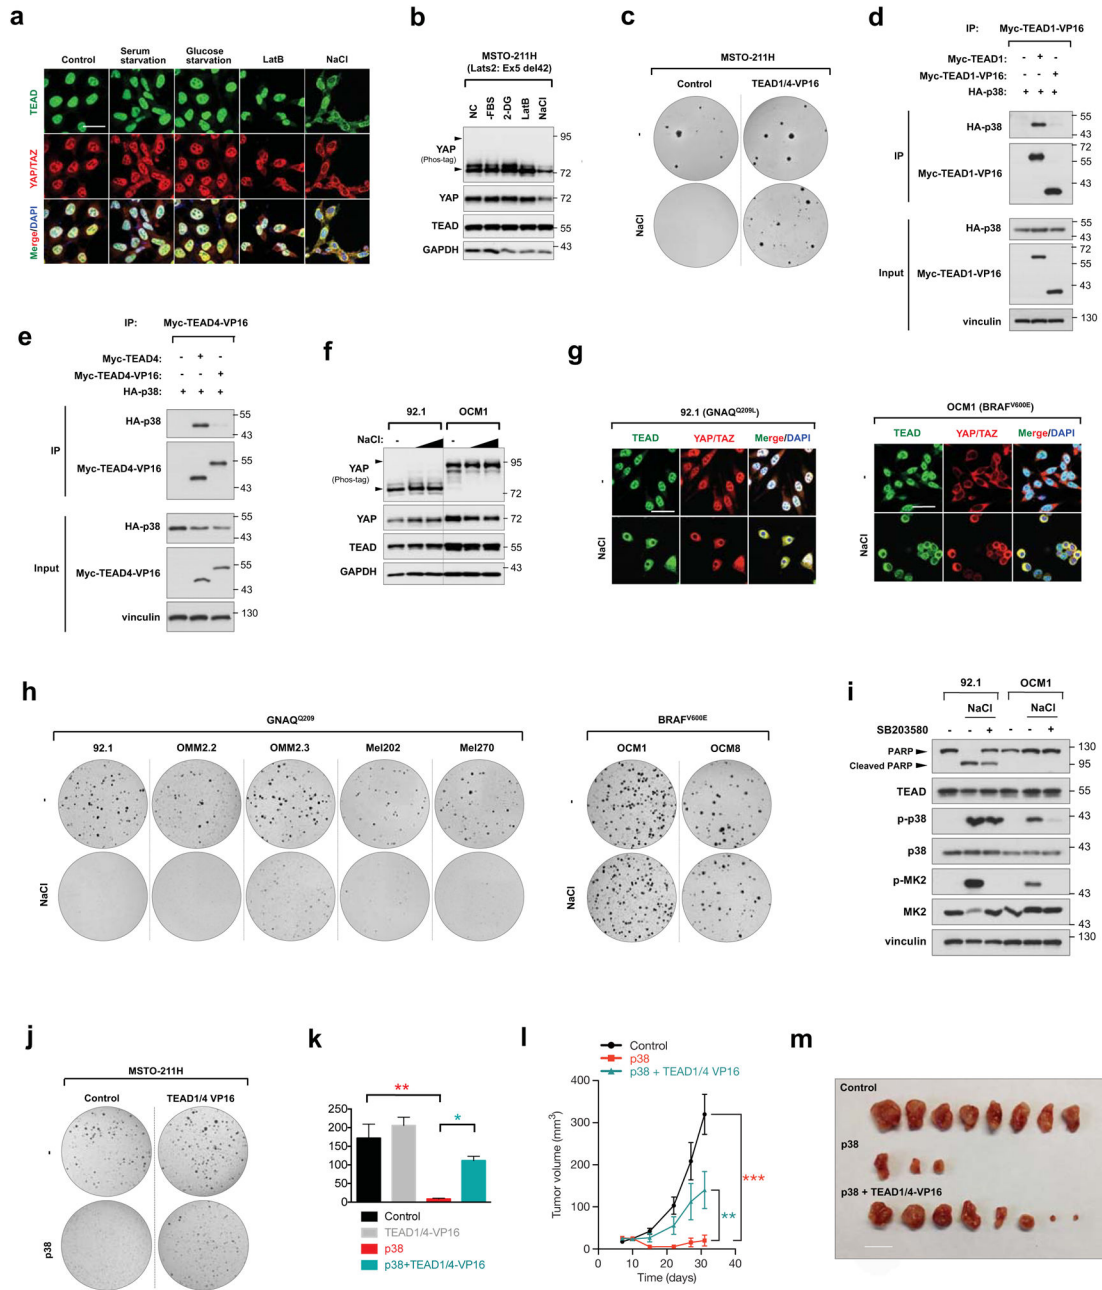 a
Control
Serum
starvation
Glucose
starvation
LatB
NaCl
TEAD
YAP/TAZ
Merge/DAPI
b
MSTO-211H
(Lats2: Ex5 del42)
NC
-FBS
2-DG
LatB
NaCl
YAP
(Phos-tag)
95
72
YAP
72
TEAD
55
GAPDH
43
c
MSTO-211H
Control
TEAD1/4-VP16
-
NaCl
d
IP: Myc-TEAD1-VP16
Myc-TEAD1: - + -
Myc-TEAD1-VP16: - - +
HA-p38: + + +
IP
HA-p38
55
43
Myc-TEAD1-VP16
72
55
43
Input
HA-p38
55
43
Myc-TEAD1-VP16
72
55
43
vinculin
130
e
IP: Myc-TEAD4-VP16
Myc-TEAD4: - + -
Myc-TEAD4-VP16: - - +
HA-p38: + + +
IP
HA-p38
55
43
Myc-TEAD4-VP16
55
43
Input
HA-p38
55
43
Myc-TEAD4-VP16
55
43
vinculin
130
f
92.1 OCM1
NaCl: - -
YAP
(Phos-tag)
95
72
YAP
72
TEAD
55
GAPDH
43
g
92.1 (GNAQQ209L)
TEAD YAP/TAZ Merge/DAPI
-
NaCl
OCM1 (BRAFV600E)
TEAD YAP/TAZ Merge/DAPI
-
NaCl
h
GNAQQ209
92.1 OMM2.2 OMM2.3 Mel202 Mel270
-
NaCl
BRAFV600E
OCM1 OCM8
-
NaCl
i
92.1 OCM1
NaCl NaCl
SB203580 - - + - - +
PARP
130
Cleaved PARP
95
TEAD
55
p-p38
43
p38
43
p-MK2
43
MK2
43
vinculin
130
j
MSTO-211H
Control TEAD1/4 VP16
-
p38
k
**
*
250
200
150
100
50
0
Control
TEAD1/4-VP16
p38
p38+TEAD1/4-VP16
l
Control
p38
p38 + TEAD1/4 VP16
Tumor volume (mm3)
400
300
200
100
0
***
**
0 10 20 30 40
Time (days)
m
Control
p38
p38 + TEAD1/4-VP16